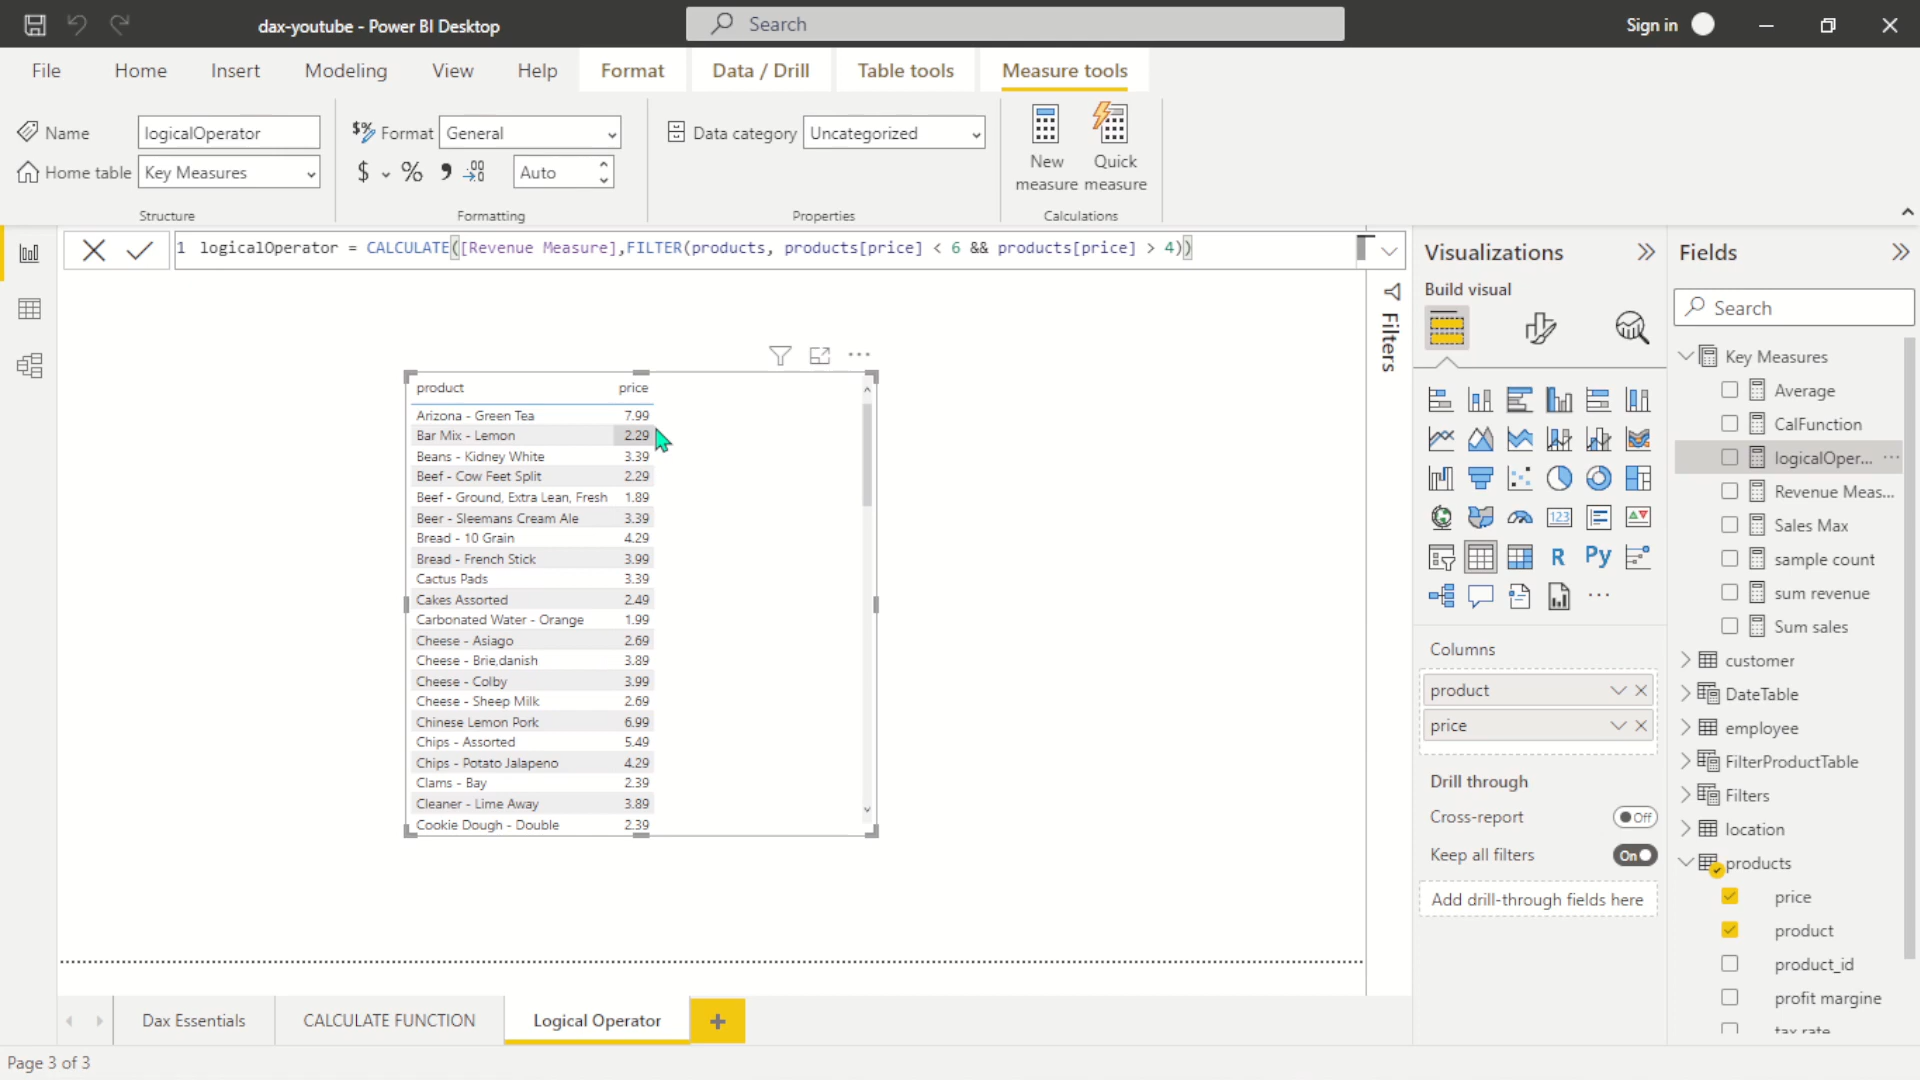 dax-youtube - Power BI Desktop
Search
Sign in
File Home Insert Modeling View Help Format Data / Drill Table tools Measure tools
Name logicalOperator
Home table Key Measures
Structure
$% Format General
$ % , .00 Auto
Formatting
Data category Uncategorized
Properties
New measure
Quick measure
Calculations
1 logicalOperator = CALCULATE([Revenue Measure],FILTER(products, products[price] < 6 && products[price] > 4))
product price
Arizona - Green Tea 7.99
Bar Mix - Lemon 2.29
Beans - Kidney White 3.39
Beef - Cow Feet Split 2.29
Beef - Ground, Extra Lean, Fresh 1.89
Beer - Sleemans Cream Ale 3.39
Bread - 10 Grain 4.29
Bread - French Stick 3.99
Cactus Pads 3.39
Cakes Assorted 2.49
Carbonated Water - Orange 1.99
Cheese - Asiago 2.69
Cheese - Brie,danish 3.89
Cheese - Colby 3.99
Cheese - Sheep Milk 2.69
Chinese Lemon Pork 6.99
Chips - Assorted 5.49
Chips - Potato Jalapeno 4.29
Clams - Bay 2.39
Cleaner - Lime Away 3.89
Cookie Dough - Double 2.39
Filters
Visualizations
Build visual
123
R Py
Columns
product
price
Drill through
Cross-report Off
Keep all filters On
Add drill-through fields here
Fields
Search
Key Measures
Average
CalFunction
logicalOper...
Revenue Meas...
Sales Max
sample count
sum revenue
Sum sales
customer
DateTable
employee
FilterProductTable
Filters
location
products
price
product
product_id
profit margine
tax rate
Dax Essentials CALCULATE FUNCTION Logical Operator +
Page 3 of 3